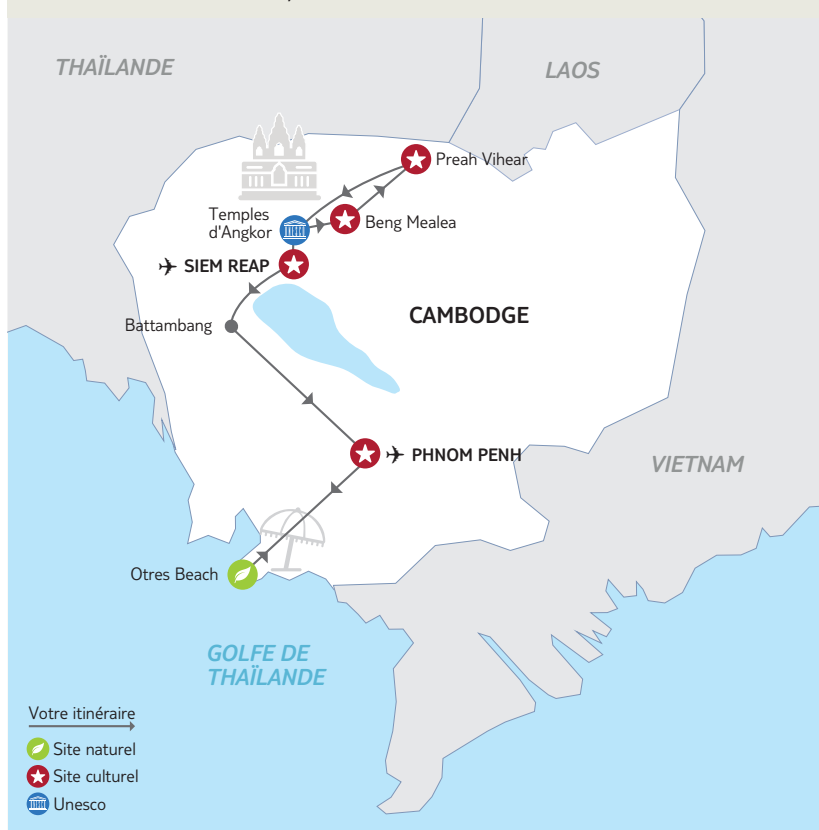 THAÏLANDE
LAOS
Preah Vihear
Temples
d'Angkor
Beng Mealea
SIEM REAP
CAMBODGE
Battambang
PHNOM PENH
VIETNAM
Otres Beach
GOLFE DE
THAÏLANDE
Votre itinéraire
Site naturel
Site culturel
Unesco